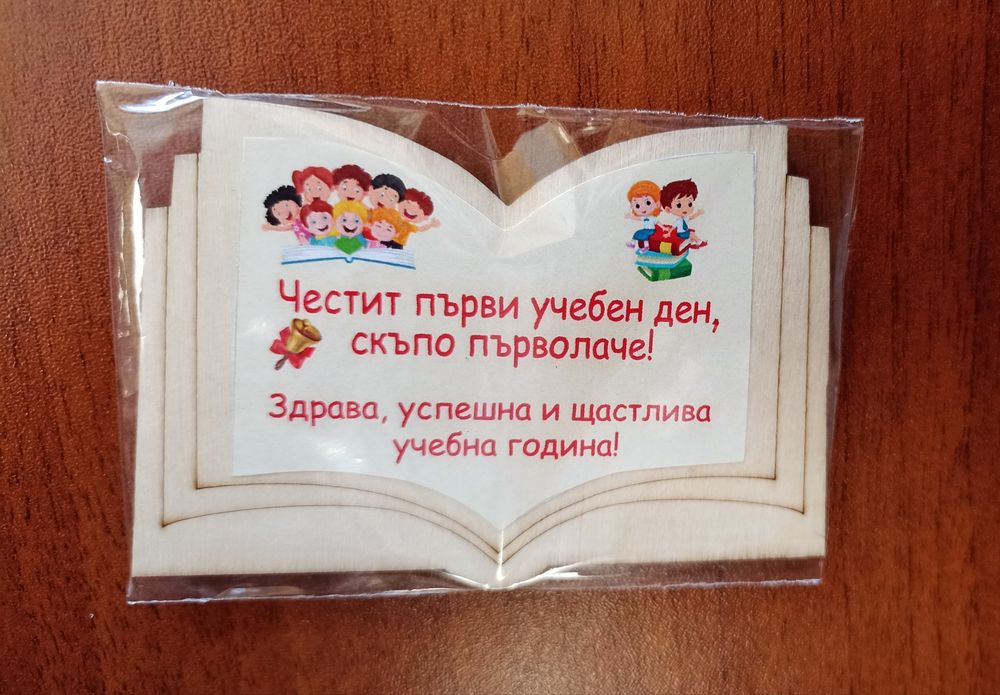 Честит първи учебен ден,
скъпо първолаче!
Здрава, успешна и щастлива
учебна година!